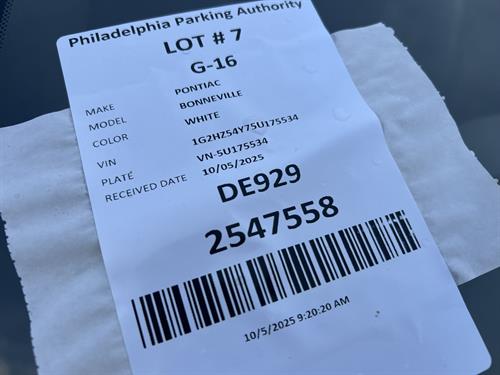 Philadelphia Parking Authority
LOT # 7
G-16
MAKE PONTIAC
MODEL BONNEVILLE
COLOR WHITE
VIN 1G2HZ54Y75U175534
PLATÉ VN-5U175534
RECEIVED DATE 10/05/2025
DE929
2547558
10/5/2025 9:20:20 AM